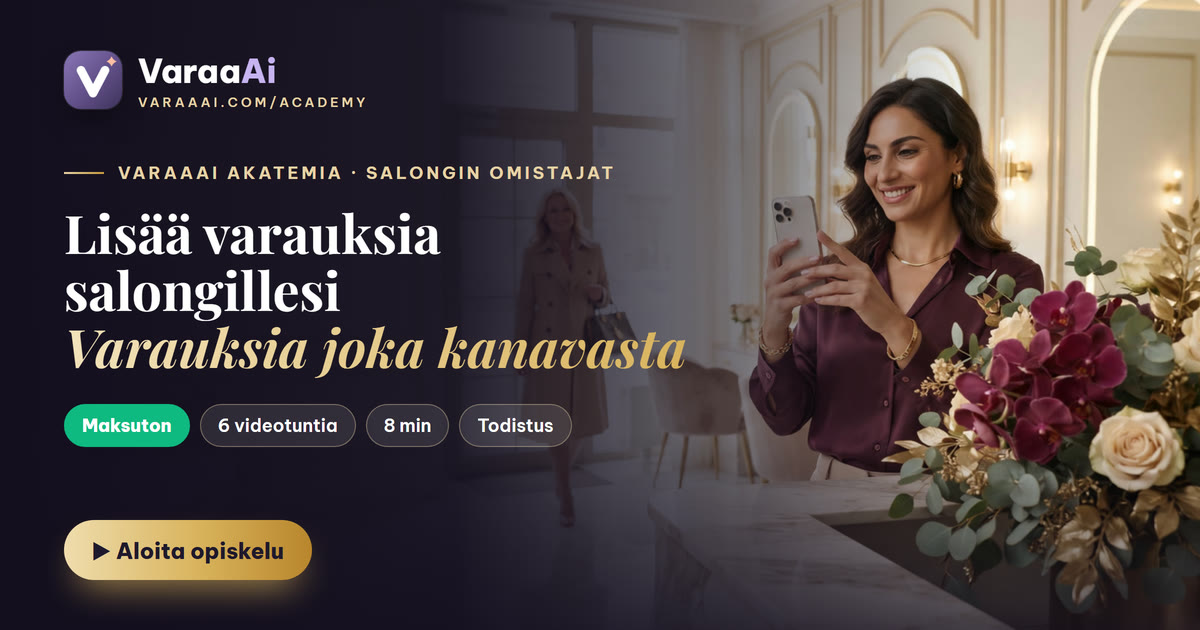 V
VaraaAi
VARAAAI.COM/ACADEMY
VARAAAI AKATEMIA · SALONGIN OMISTAJAT
Lisää varauksia
salongillesi
Varauksia joka kanavasta
Maksuton
6 videotuntia
8 min
Todistus
▶ Aloita opiskelu